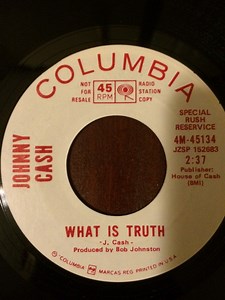 COLUMBIA
NOT FOR RESALE
45 RPM
RADIO STATION COPY
JOHNNY CASH
SPECIAL
RUSH
RESERVICE
4M-45134
JZSP 152683
2:37
Publisher:
House of Cash
(BMI)
WHAT IS TRUTH
-J. Cash-
Produced by Bob Johnston
"COLUMBIA" MARCAS REG. PRINTED IN U.S.A.